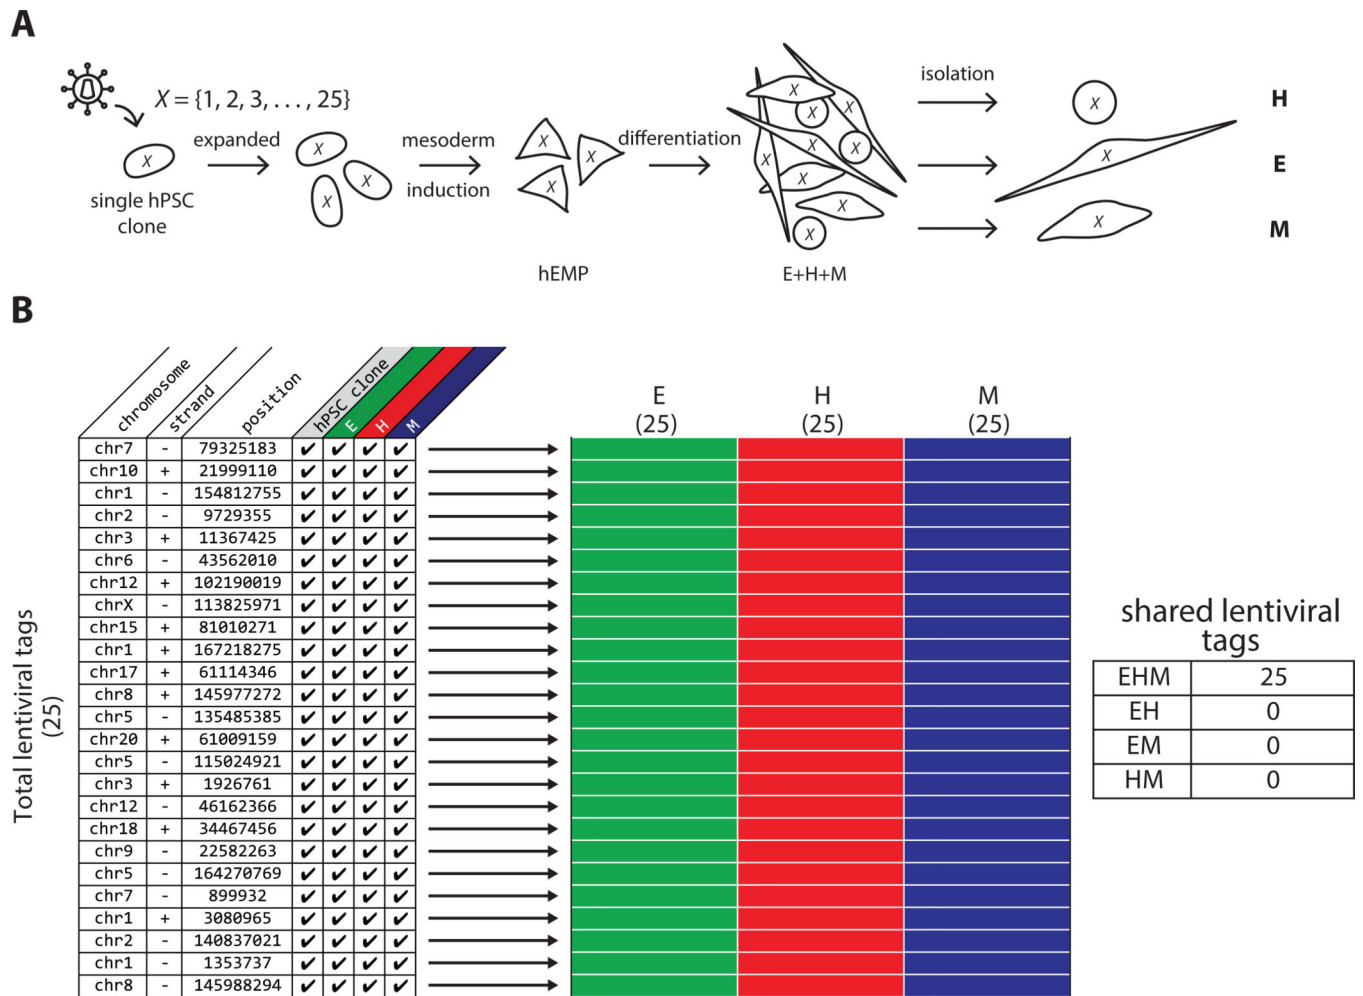 A
X = {1, 2, 3, . . . , 25}
X
single hPSC
clone
expanded
X X X
mesoderm
induction
X X X
hEMP
differentiation
X X X X X X X X X
E+H+M
isolation
X H
X E
X M
B
chromosome strand position hPSC clone E H M
Total lentiviral tags
(25)
chr7 - 79325183 ✔ ✔ ✔ ✔
chr10 + 21999110 ✔ ✔ ✔ ✔
chr1 - 154812755 ✔ ✔ ✔ ✔
chr2 - 9729355 ✔ ✔ ✔ ✔
chr3 + 11367425 ✔ ✔ ✔ ✔
chr6 - 43562010 ✔ ✔ ✔ ✔
chr12 + 102190019 ✔ ✔ ✔ ✔
chrX - 113825971 ✔ ✔ ✔ ✔
chr15 + 81010271 ✔ ✔ ✔ ✔
chr1 + 167218275 ✔ ✔ ✔ ✔
chr17 + 61114346 ✔ ✔ ✔ ✔
chr8 + 145977272 ✔ ✔ ✔ ✔
chr5 - 135485385 ✔ ✔ ✔ ✔
chr20 + 61009159 ✔ ✔ ✔ ✔
chr5 - 115024921 ✔ ✔ ✔ ✔
chr3 + 1926761 ✔ ✔ ✔ ✔
chr12 - 46162366 ✔ ✔ ✔ ✔
chr18 + 34467456 ✔ ✔ ✔ ✔
chr9 - 22582263 ✔ ✔ ✔ ✔
chr5 - 164270769 ✔ ✔ ✔ ✔
chr7 - 899932 ✔ ✔ ✔ ✔
chr1 + 3080965 ✔ ✔ ✔ ✔
chr2 - 140837021 ✔ ✔ ✔ ✔
chr1 - 1353737 ✔ ✔ ✔ ✔
chr8 - 145988294 ✔ ✔ ✔ ✔
E H M
(25) (25) (25)
shared lentiviral
tags
EHM 25
EH 0
EM 0
HM 0